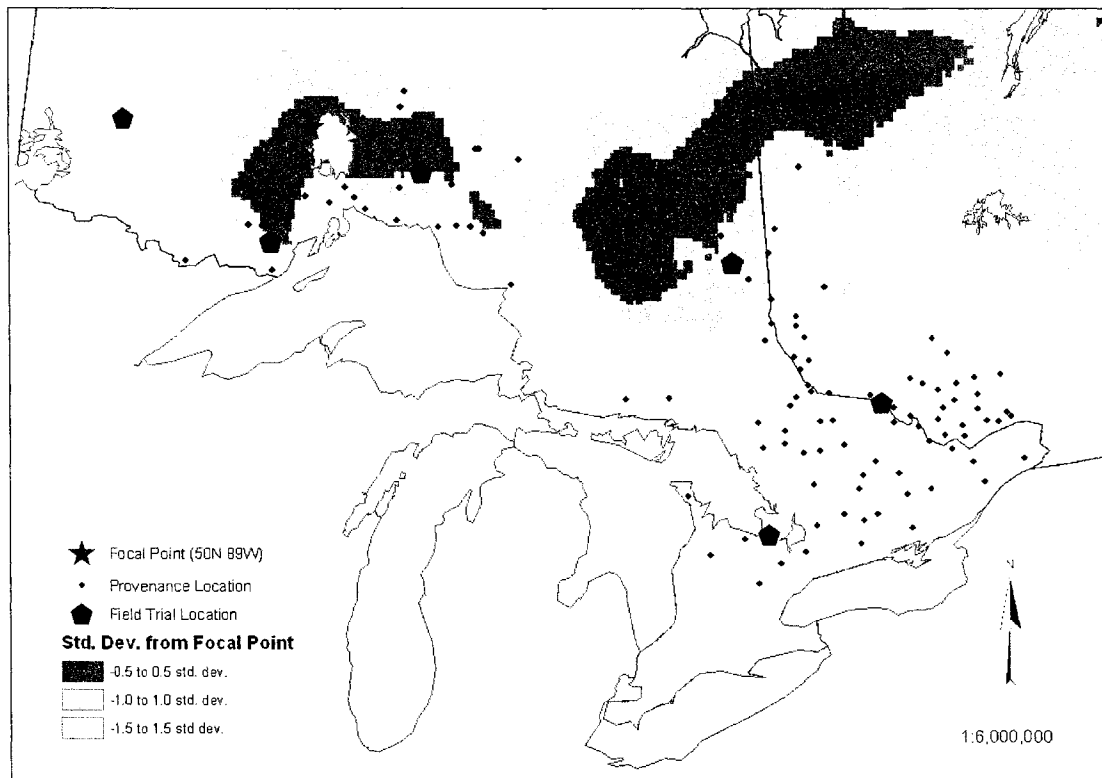 Focal Point (50N 89W)
Provenance Location
Field Trial Location
Std. Dev. from Focal Point
-0.5 to 0.5 std. dev.
-1.0 to 1.0 std. dev.
-1.5 to 1.5 std dev.
N
1:6,000,000